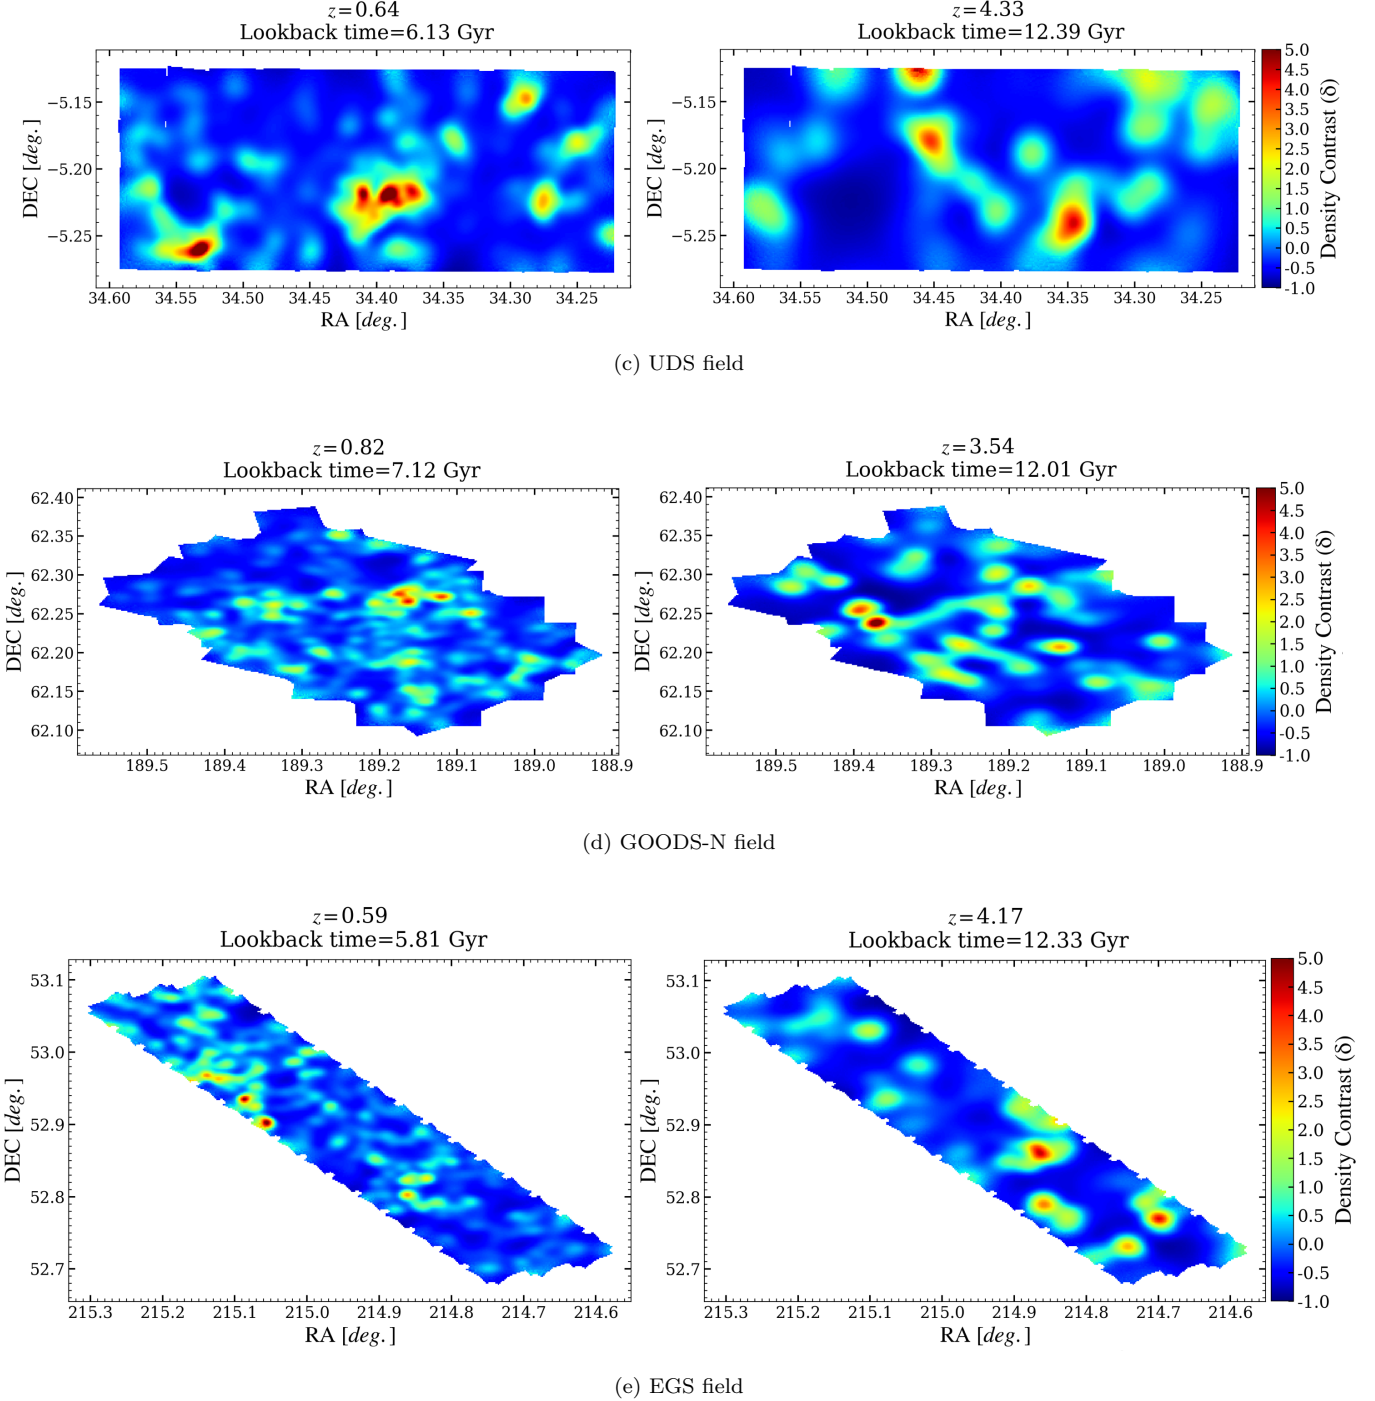 z=0.64
Lookback time=6.13 Gyr
z=4.33
Lookback time=12.39 Gyr
DEC [deg.]
−5.15
−5.20
−5.25
34.60 34.55 34.50 34.45 34.40 34.35 34.30 34.25
RA [deg.]
DEC [deg.]
−5.15
−5.20
−5.25
34.60 34.55 34.50 34.45 34.40 34.35 34.30 34.25
RA [deg.]
5.0
4.5
4.0
3.5
3.0
2.5
2.0
1.5
1.0
0.5
0.0
-0.5
-1.0
Density Contrast (δ)
(c) UDS field
z=0.82
Lookback time=7.12 Gyr
z=3.54
Lookback time=12.01 Gyr
DEC [deg.]
62.40
62.35
62.30
62.25
62.20
62.15
62.10
189.5 189.4 189.3 189.2 189.1 189.0 188.9
RA [deg.]
DEC [deg.]
62.40
62.35
62.30
62.25
62.20
62.15
62.10
189.5 189.4 189.3 189.2 189.1 189.0 188.9
RA [deg.]
5.0
4.5
4.0
3.5
3.0
2.5
2.0
1.5
1.0
0.5
0.0
-0.5
-1.0
Density Contrast (δ)
(d) GOODS-N field
z=0.59
Lookback time=5.81 Gyr
z=4.17
Lookback time=12.33 Gyr
DEC [deg.]
53.1
53.0
52.9
52.8
52.7
215.3 215.2 215.1 215.0 214.9 214.8 214.7 214.6
RA [deg.]
DEC [deg.]
53.1
53.0
52.9
52.8
52.7
215.3 215.2 215.1 215.0 214.9 214.8 214.7 214.6
RA [deg.]
5.0
4.5
4.0
3.5
3.0
2.5
2.0
1.5
1.0
0.5
0.0
-0.5
-1.0
Density Contrast (δ)
(e) EGS field